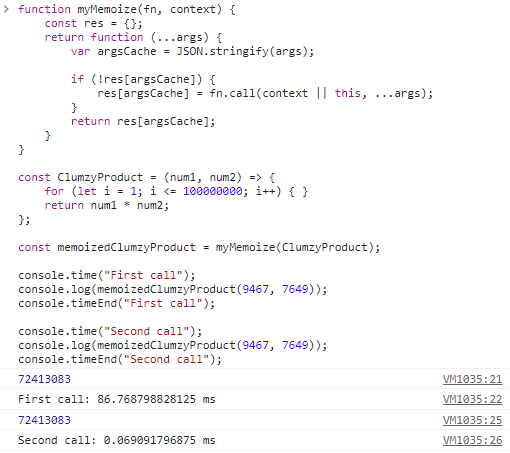 > function myMemoize(fn, context) {
    const res = {};
    return function (...args) {
        var argsCache = JSON.stringify(args);

        if (!res[argsCache]) {
            res[argsCache] = fn.call(context || this, ...args);
        }
        return res[argsCache];
    }
}

const ClumzyProduct = (num1, num2) => {
    for (let i = 1; i <= 100000000; i++) { }
    return num1 * num2;
};

const memoizedClumzyProduct = myMemoize(ClumzyProduct);

console.time("First call");
console.log(memoizedClumzyProduct(9467, 7649));
console.timeEnd("First call");

console.time("Second call");
console.log(memoizedClumzyProduct(9467, 7649));
console.timeEnd("Second call");
72413083 VM1035:21
First call: 86.768798828125 ms VM1035:22
72413083 VM1035:25
Second call: 0.069091796875 ms VM1035:26